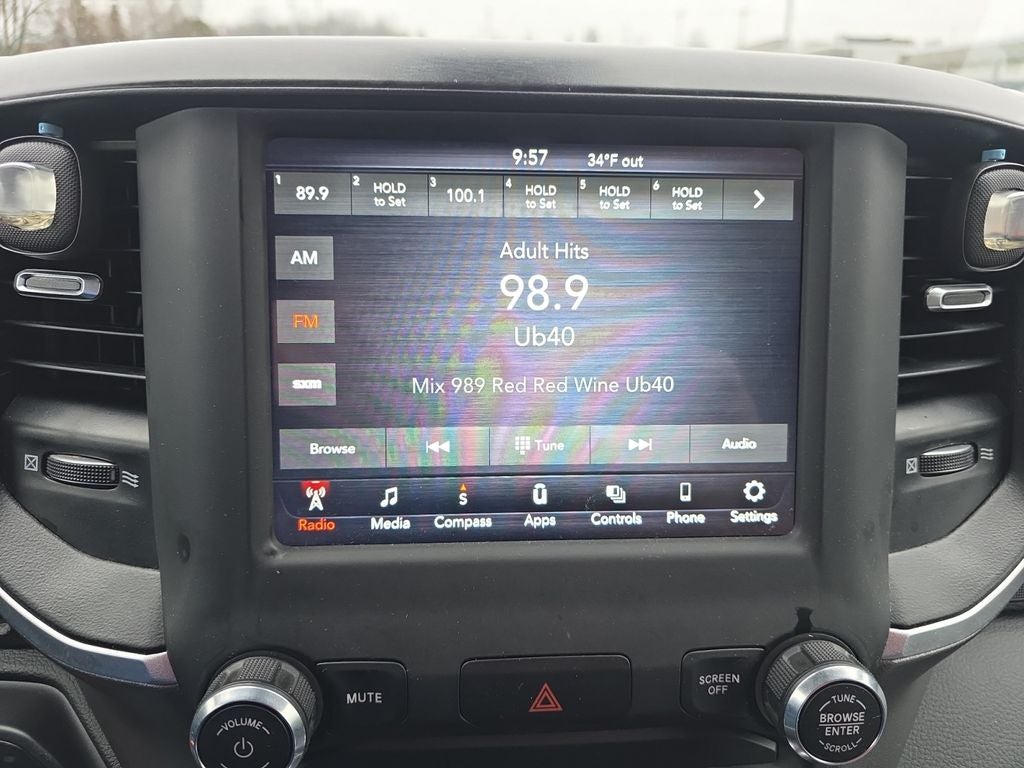 9:57 34°F out
1 89.9 2 HOLD to Set 3 100.1 4 HOLD to Set 5 HOLD to Set 6 HOLD to Set
AM
Adult Hits
98.9
FM
Ub40
sxm
Mix 989 Red Red Wine Ub40
Browse Tune Audio
S
Radio Media Compass Apps Controls Phone Settings
MUTE
SCREEN
OFF
VOLUME
TUNE
BROWSE
ENTER
SCROLL